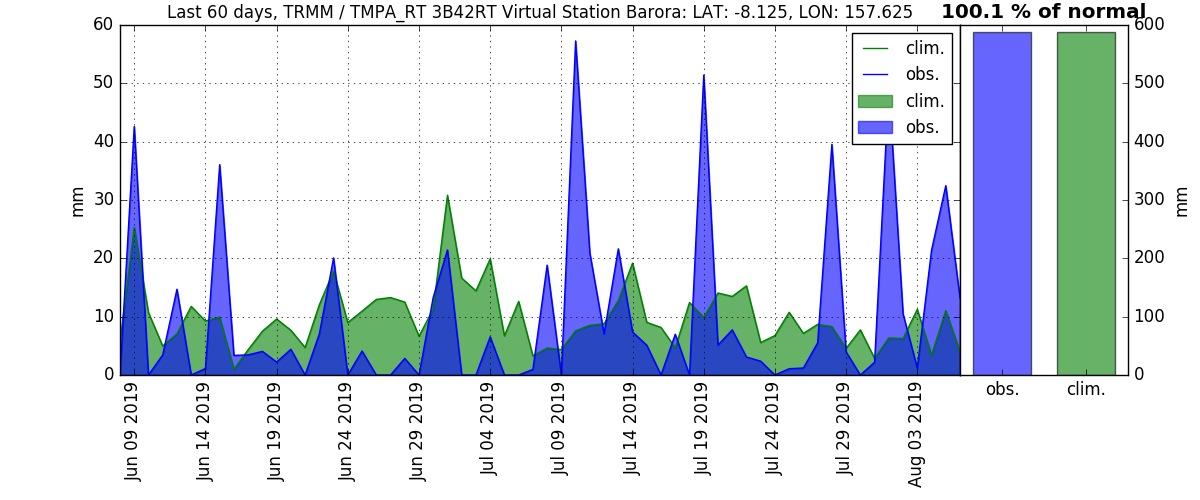 Last 60 days, TRMM / TMPA_RT 3B42RT Virtual Station Barora: LAT: -8.125, LON: 157.625
100.1 % of normal
60
50
40
30
20
10
0
mm
clim.
obs.
clim.
obs.
600
500
400
300
200
100
0
mm
obs.
clim.
Jun 09 2019
Jun 14 2019
Jun 19 2019
Jun 24 2019
Jun 29 2019
Jul 04 2019
Jul 09 2019
Jul 14 2019
Jul 19 2019
Jul 24 2019
Jul 29 2019
Aug 03 2019